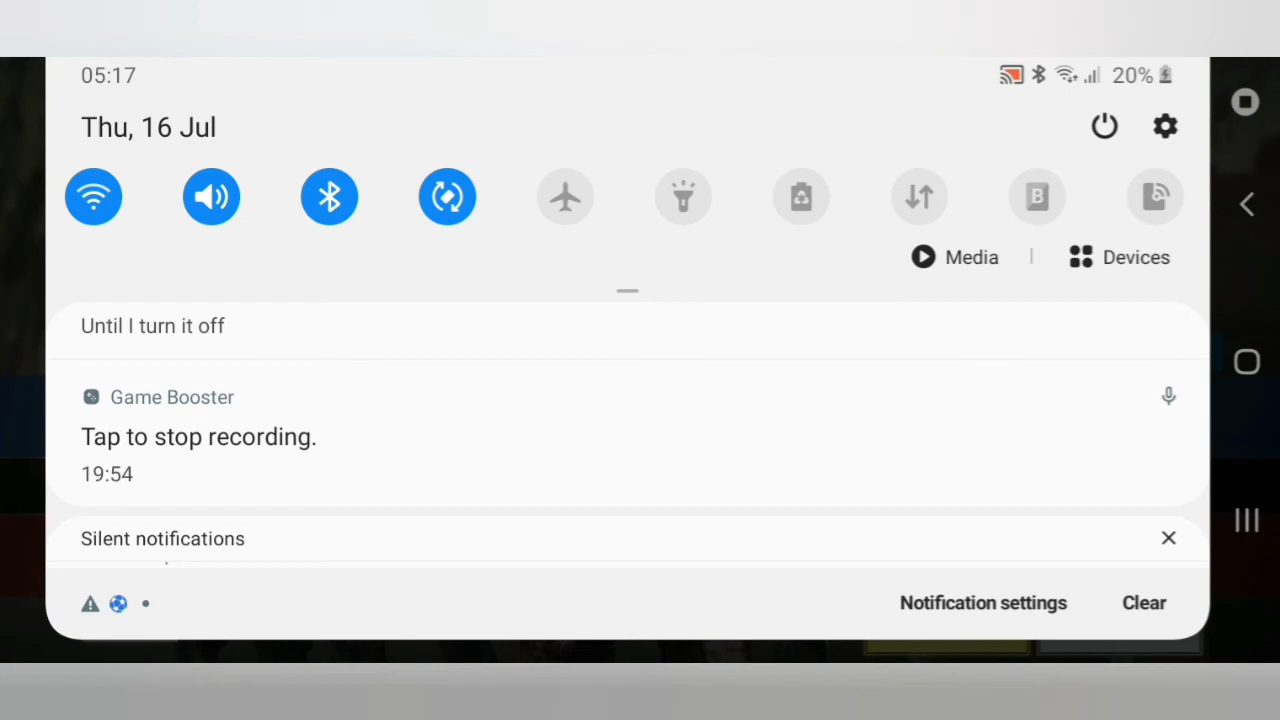 05:17
20%
Thu, 16 Jul
B
Media
Devices
Until I turn it off
Game Booster
Tap to stop recording.
19:54
Silent notifications
Notification settings
Clear